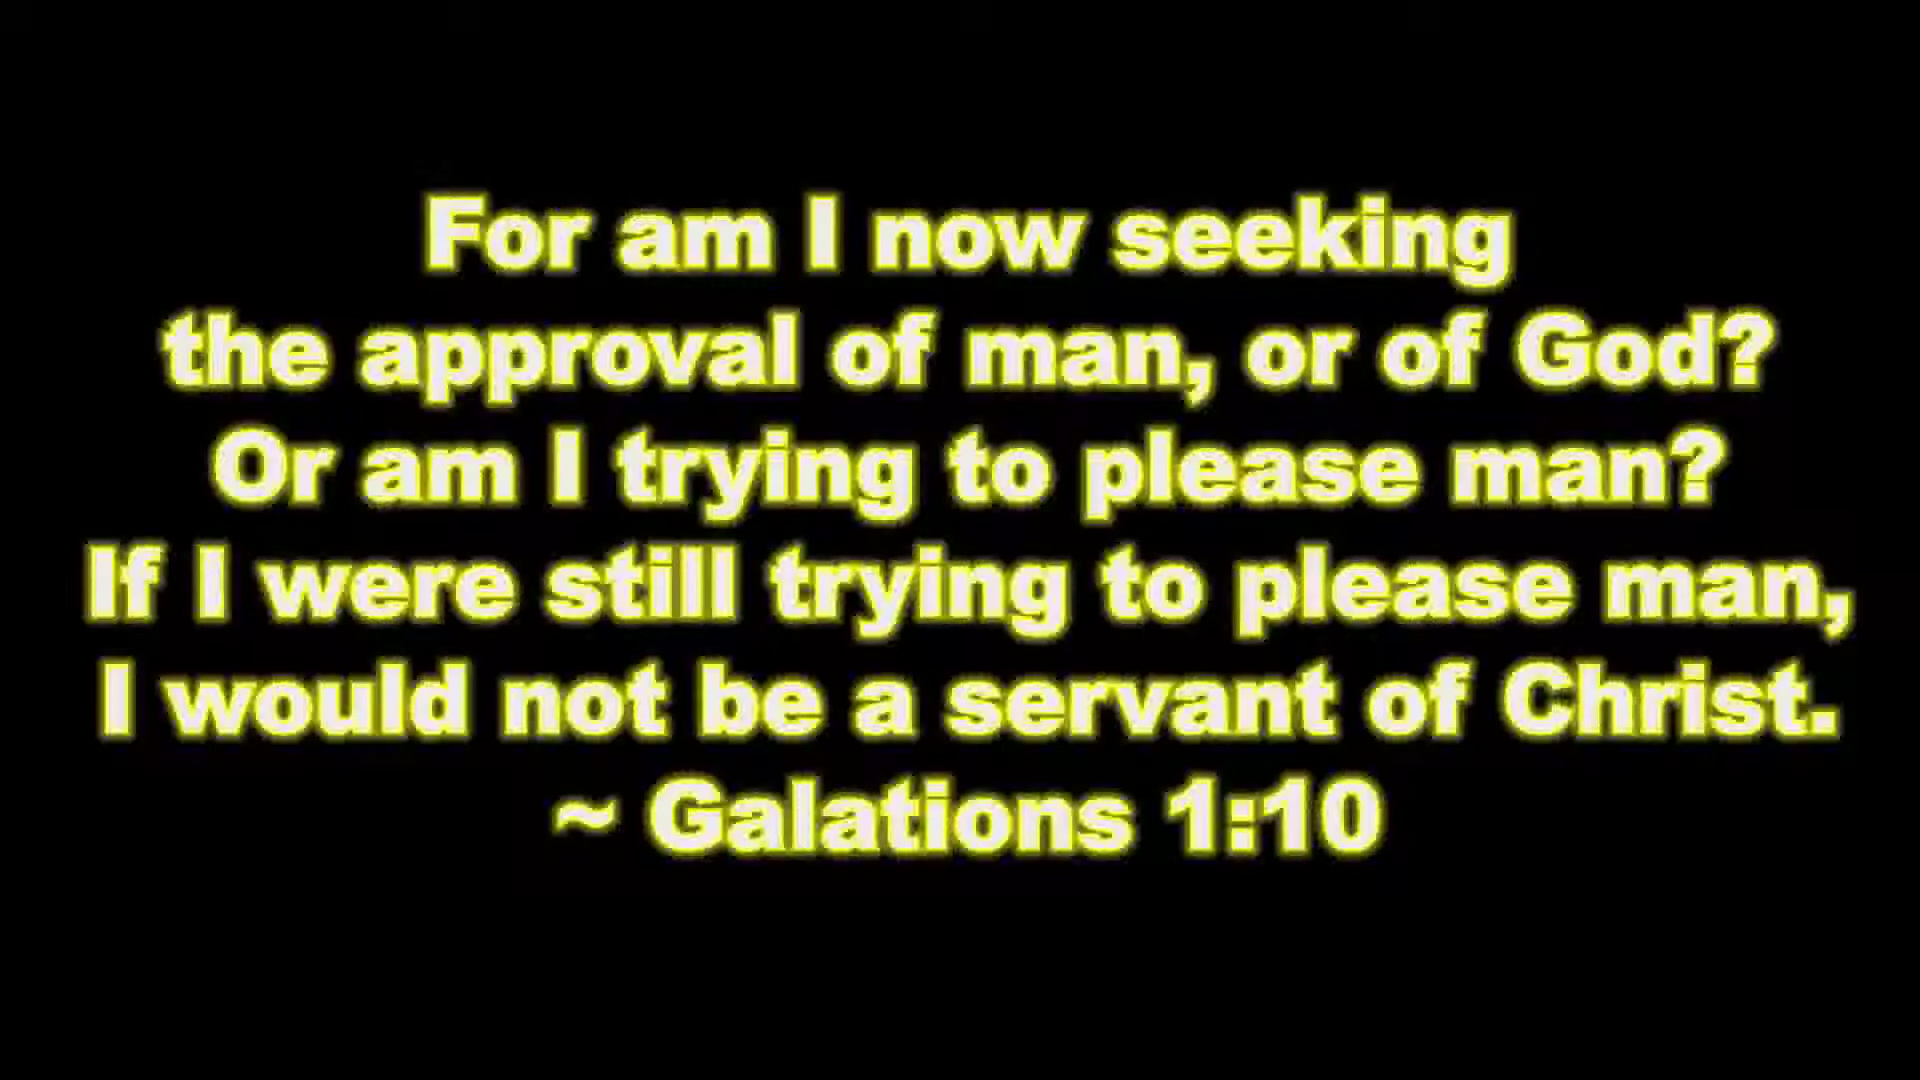 For am I now seeking
the approval of man, or of God?
Or am I trying to please man?
If I were still trying to please man,
I would not be a servant of Christ.
~ Galations 1:10